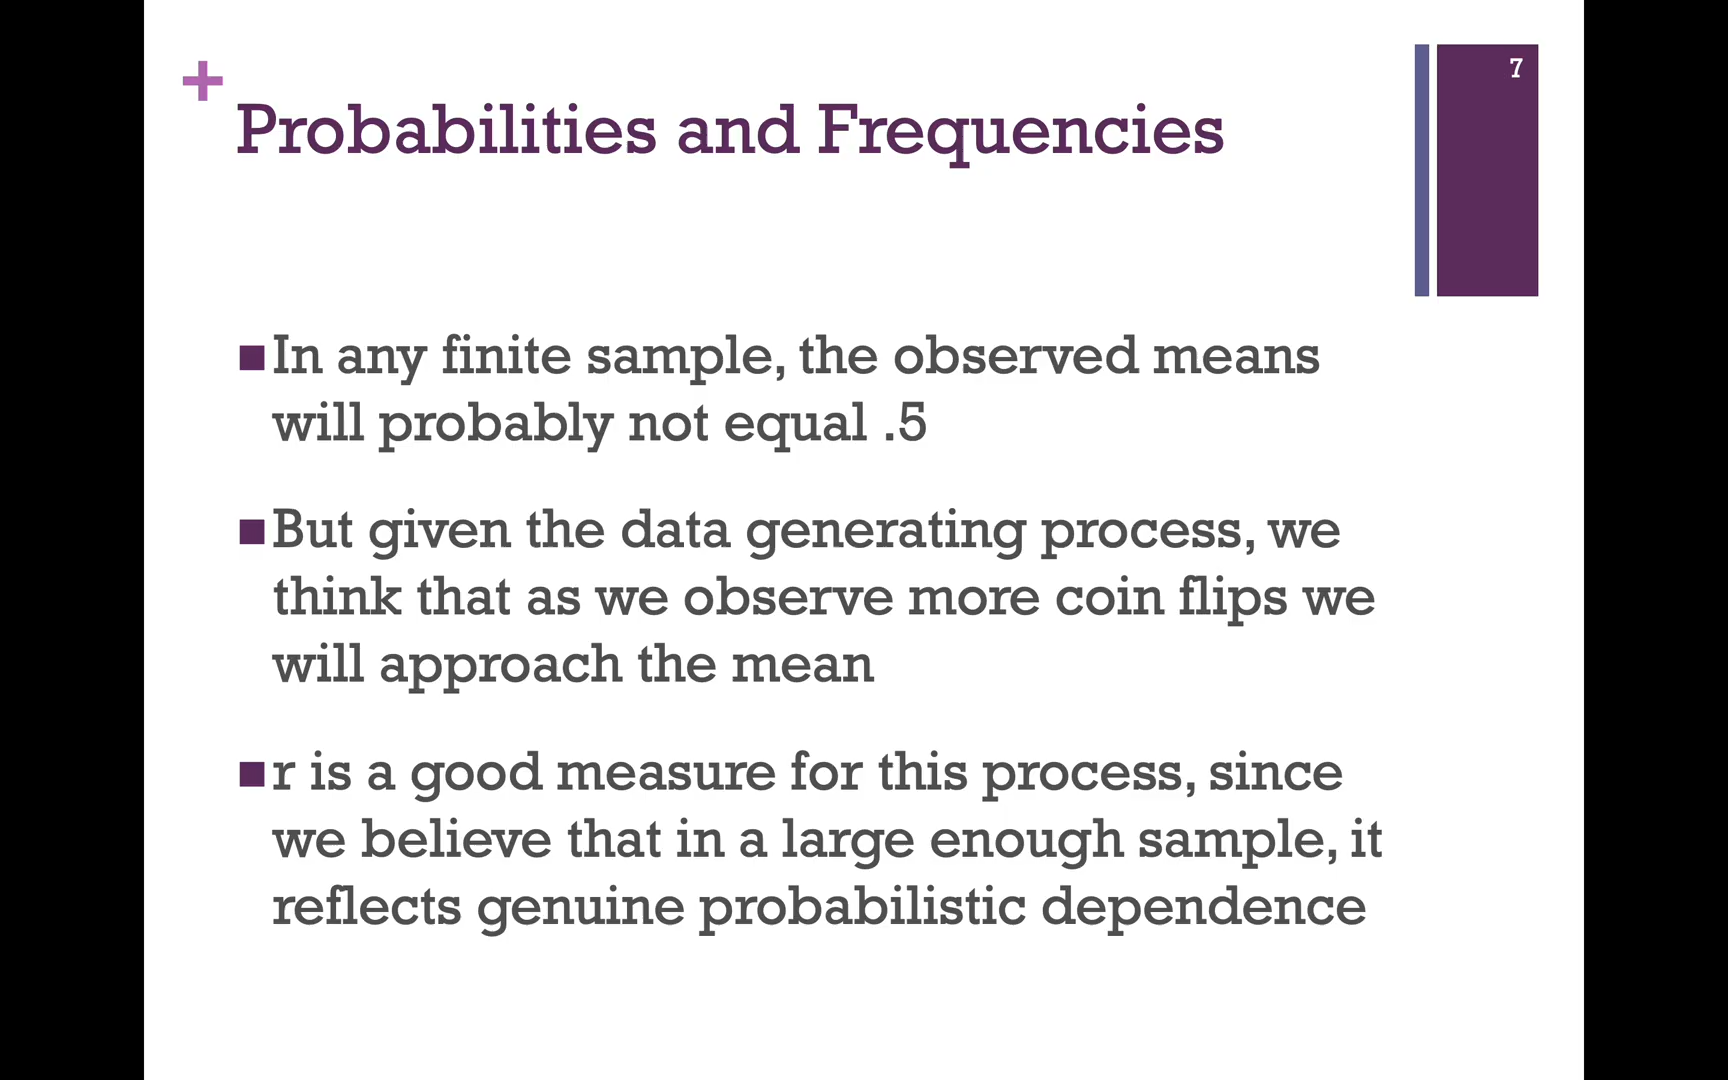 +
7
Probabilities and Frequencies
■ In any finite sample, the observed means
will probably not equal .5
■ But given the data generating process, we
think that as we observe more coin flips we
will approach the mean
■ r is a good measure for this process, since
we believe that in a large enough sample, it
reflects genuine probabilistic dependence